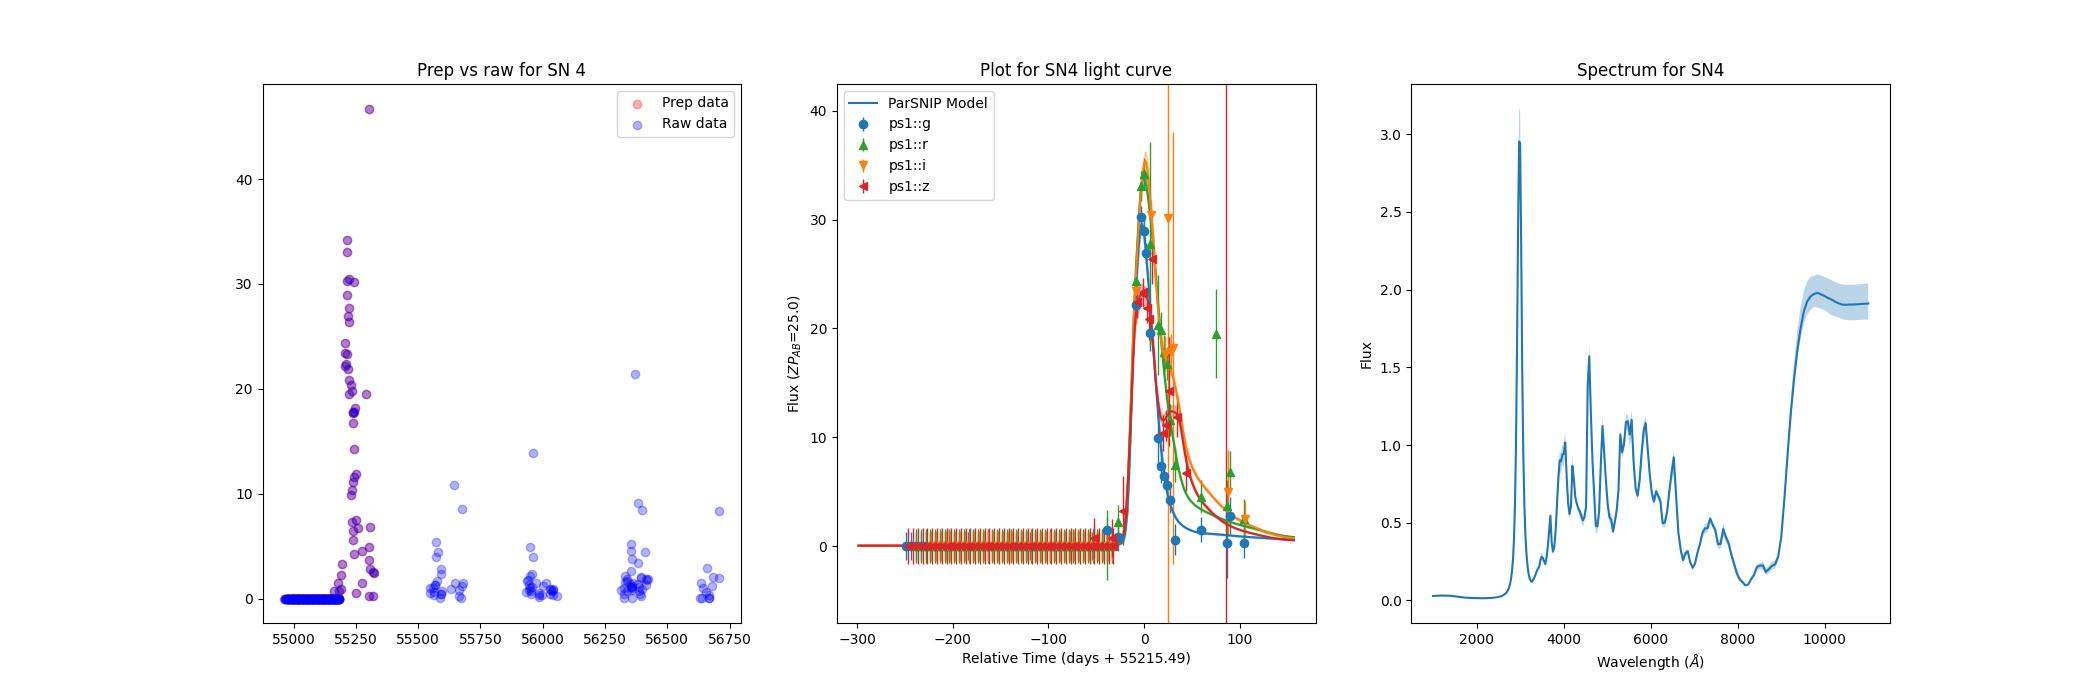 Prep vs raw for SN 4
Prep data
Raw data
40
30
20
10
0
55000
55250
55500
55750
56000
56250
56500
56750
Plot for SN4 light curve
ParSNIP Model
ps1::g
ps1::r
ps1::i
ps1::z
Flux (ZP_AB=25.0)
40
30
20
10
0
−300
−200
−100
0
100
Relative Time (days + 55215.49)
Spectrum for SN4
Flux
3.0
2.5
2.0
1.5
1.0
0.5
0.0
2000
4000
6000
8000
10000
Wavelength (Å)